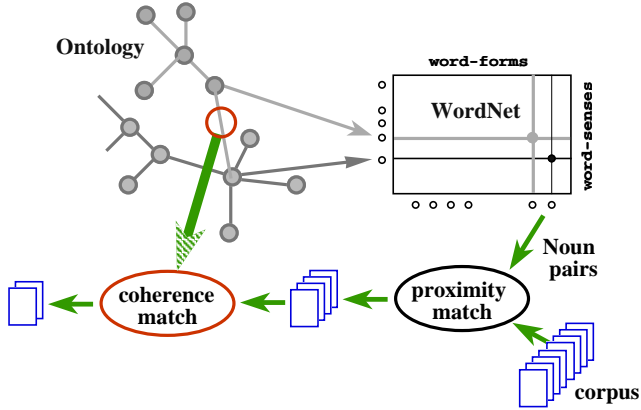 Ontology
word-forms
WordNet
word-senses
Noun
pairs
coherence
match
proximity
match
corpus